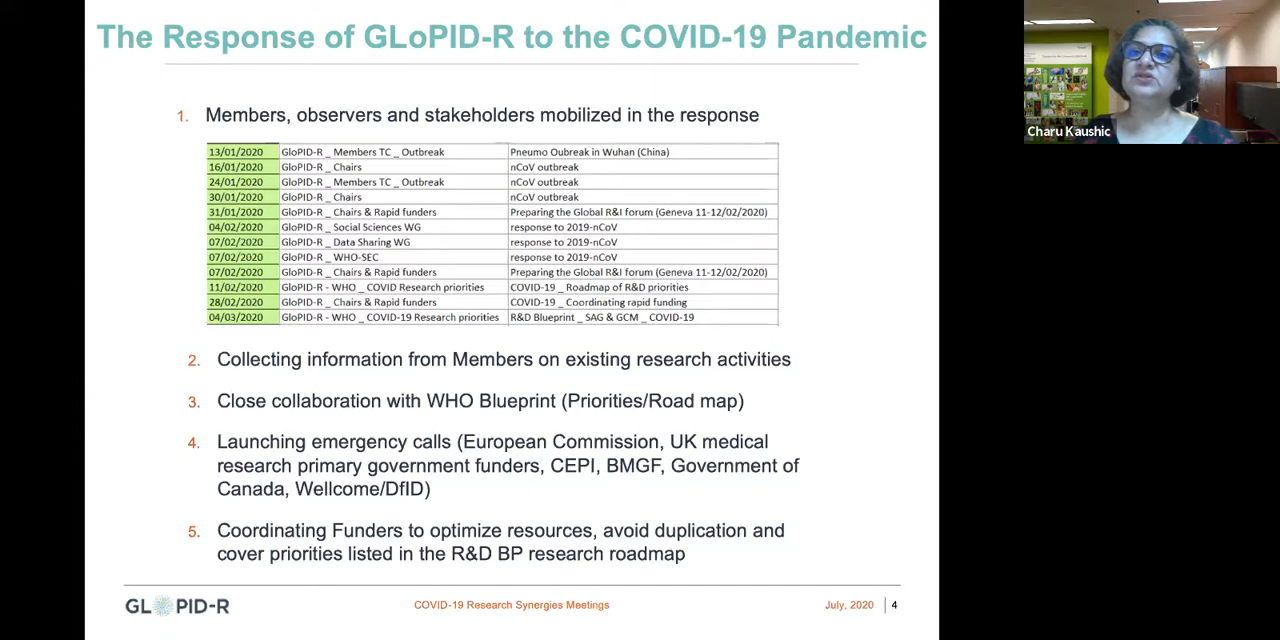 The Response of GLoPID-R to the COVID-19 Pandemic
Charu Kaushic
1. Members, observers and stakeholders mobilized in the response
13/01/2020 GloPID-R _ Members TC _ Outbreak Pneumo Oubreak in Wuhan (China)
16/01/2020 GloPID-R _ Chairs nCoV outbreak
24/01/2020 GloPID-R _ Members TC _ Outbreak nCoV outbreak
30/01/2020 GloPID-R _ Chairs nCoV outbreak
31/01/2020 GloPID-R _ Chairs & Rapid funders Preparing the Global R&I forum (Geneva 11-12/02/2020)
04/02/2020 GloPID-R _ Social Sciences WG response to 2019-nCoV
07/02/2020 GloPID-R _ Data Sharing WG response to 2019-nCoV
07/02/2020 GloPID-R _ WHO-SEC response to 2019-nCoV
07/02/2020 GloPID-R _ Chairs & Rapid funders Preparing the Global R&I forum (Geneva 11-12/02/2020)
11/02/2020 GloPID-R - WHO _ COVID Research priorities COVID-19 _ Roadmap of R&D priorities
28/02/2020 GloPID-R _ Chairs & Rapid funders COVID-19 _ Coordinating rapid funding
04/03/2020 GloPID-R - WHO _ COVID-19 Research priorities R&D Blueprint _ SAG & GCM _ COVID-19
2. Collecting information from Members on existing research activities
3. Close collaboration with WHO Blueprint (Priorities/Road map)
4. Launching emergency calls (European Commission, UK medical
research primary government funders, CEPI, BMGF, Government of
Canada, Wellcome/DfID)
5. Coordinating Funders to optimize resources, avoid duplication and
cover priorities listed in the R&D BP research roadmap
GLOPID-R
COVID-19 Research Synergies Meetings
July, 2020 4